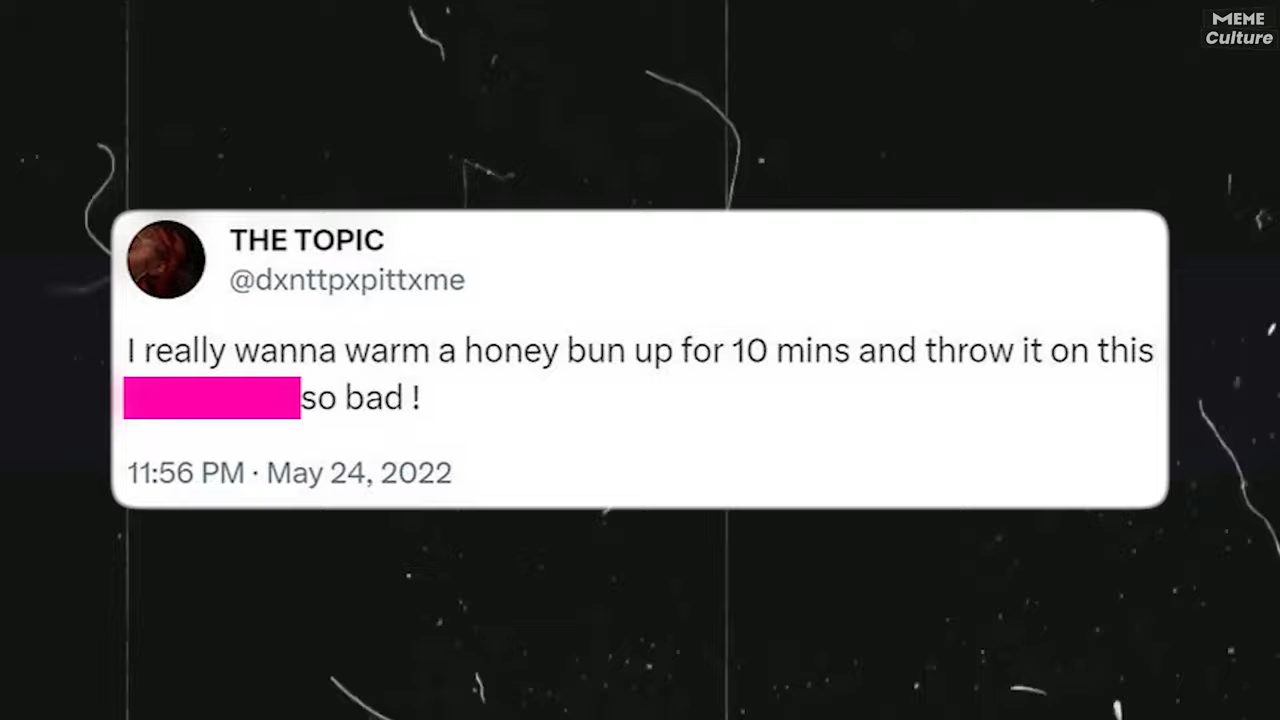 MEME
Culture
THE TOPIC
@dxnttpxpittxme
I really wanna warm a honey bun up for 10 mins and throw it on this
so bad !
11:56 PM · May 24, 2022